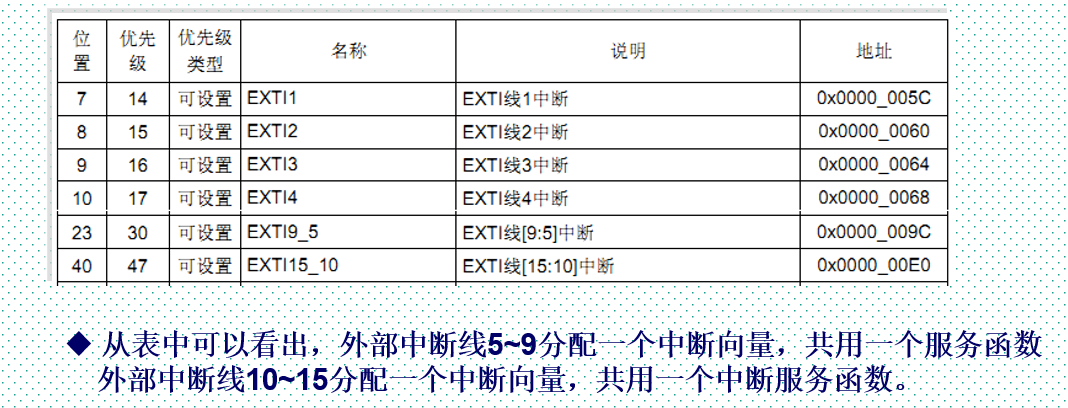 位置 优先级 优先级类型 名称 说明 地址
7 14 可设置 EXTI1 EXTI线1中断 0x0000_005C
8 15 可设置 EXTI2 EXTI线2中断 0x0000_0060
9 16 可设置 EXTI3 EXTI线3中断 0x0000_0064
10 17 可设置 EXTI4 EXTI线4中断 0x0000_0068
23 30 可设置 EXTI9_5 EXTI线[9:5]中断 0x0000_009C
40 47 可设置 EXTI15_10 EXTI线[15:10]中断 0x0000_00E0
◆ 从表中可以看出，外部中断线5~9分配一个中断向量，共用一个服务函数
外部中断线10~15分配一个中断向量，共用一个中断服务函数。